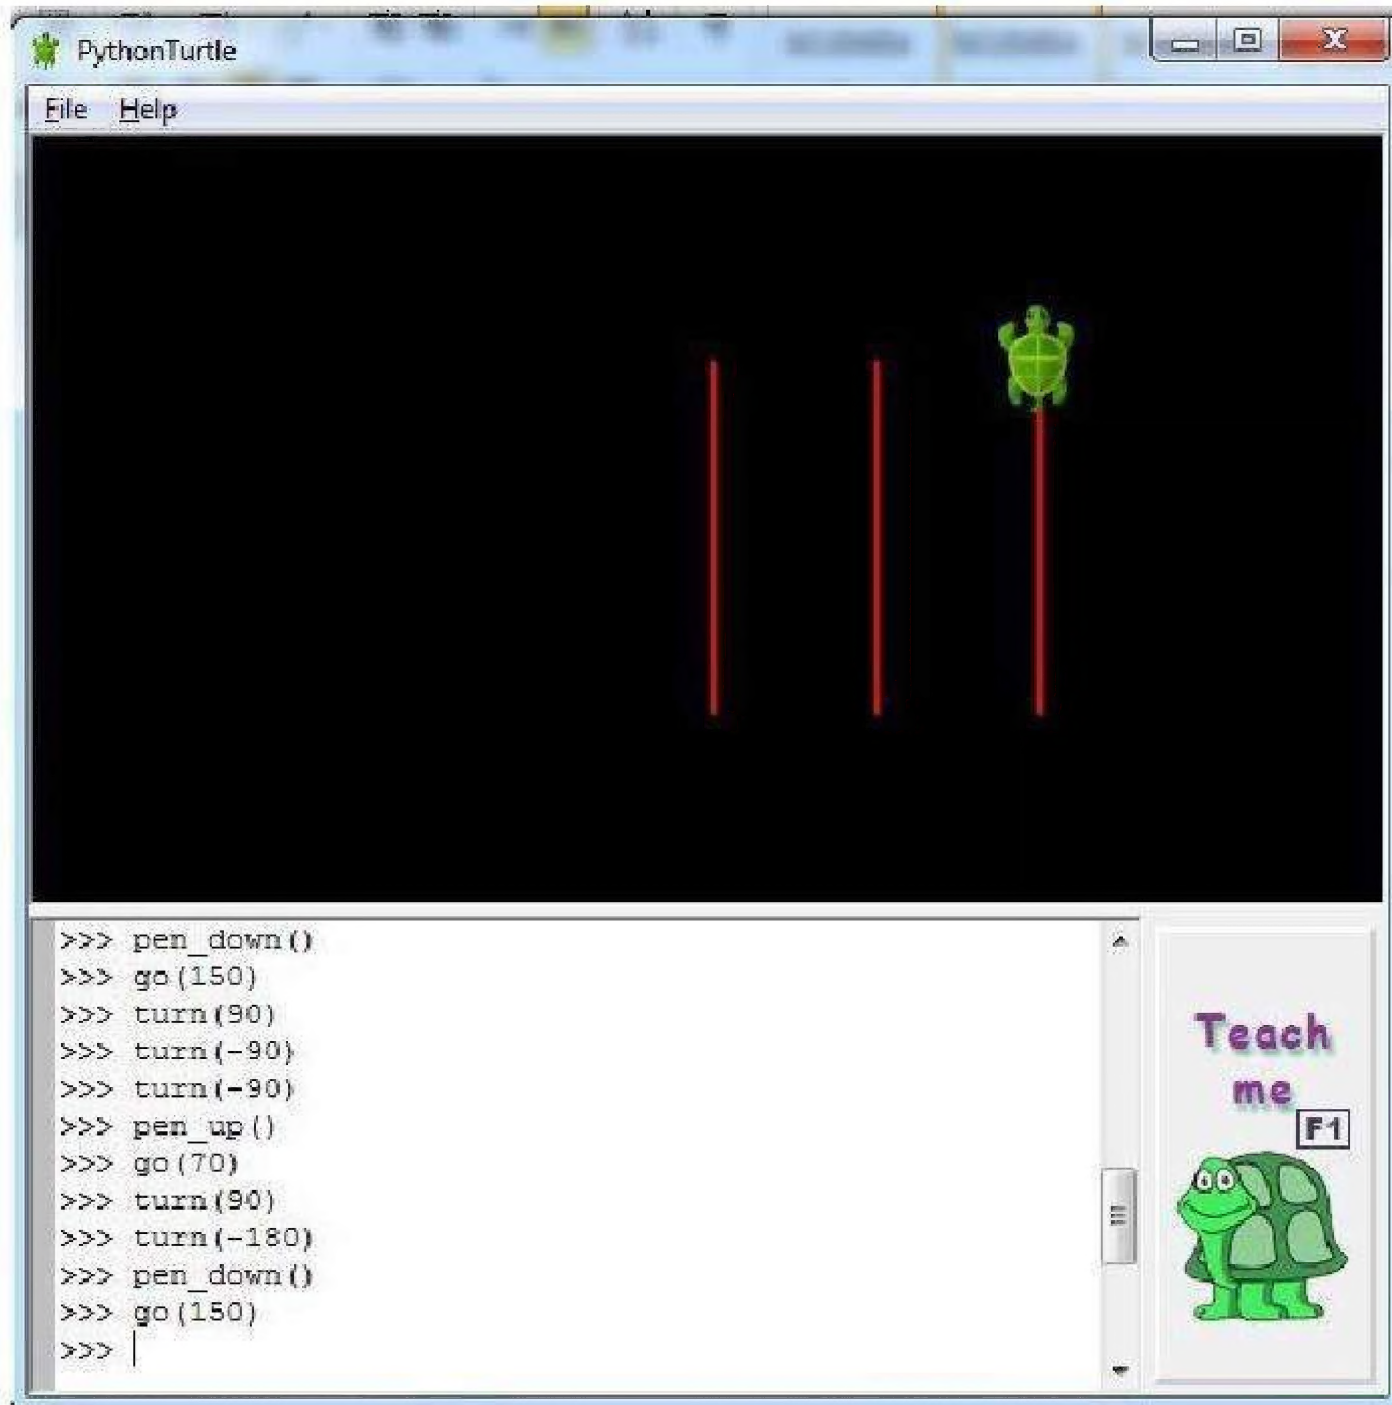 PythonTurtle
File Help
>>> pen_down()
>>> go(150)
>>> turn(90)
>>> turn(-90)
>>> turn(-90)
>>> pen_up()
>>> go(70)
>>> turn(90)
>>> turn(-180)
>>> pen_down()
>>> go(150)
>>>
Teach
me
F1